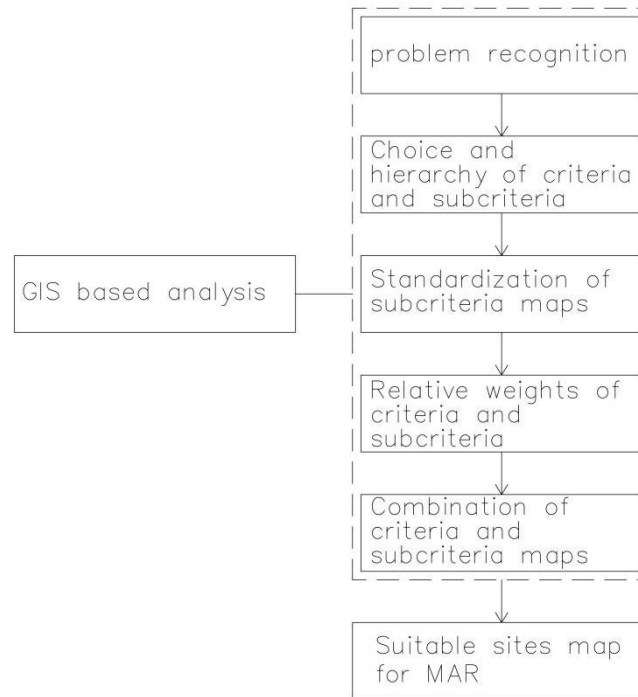 problem recognition
Choice and
hierarchy of criteria
and subcriteria
GIS based analysis
Standardization of
subcriteria maps
Relative weights of
criteria and
subcriteria
Combination of
criteria and
subcriteria maps
Suitable sites map
for MAR